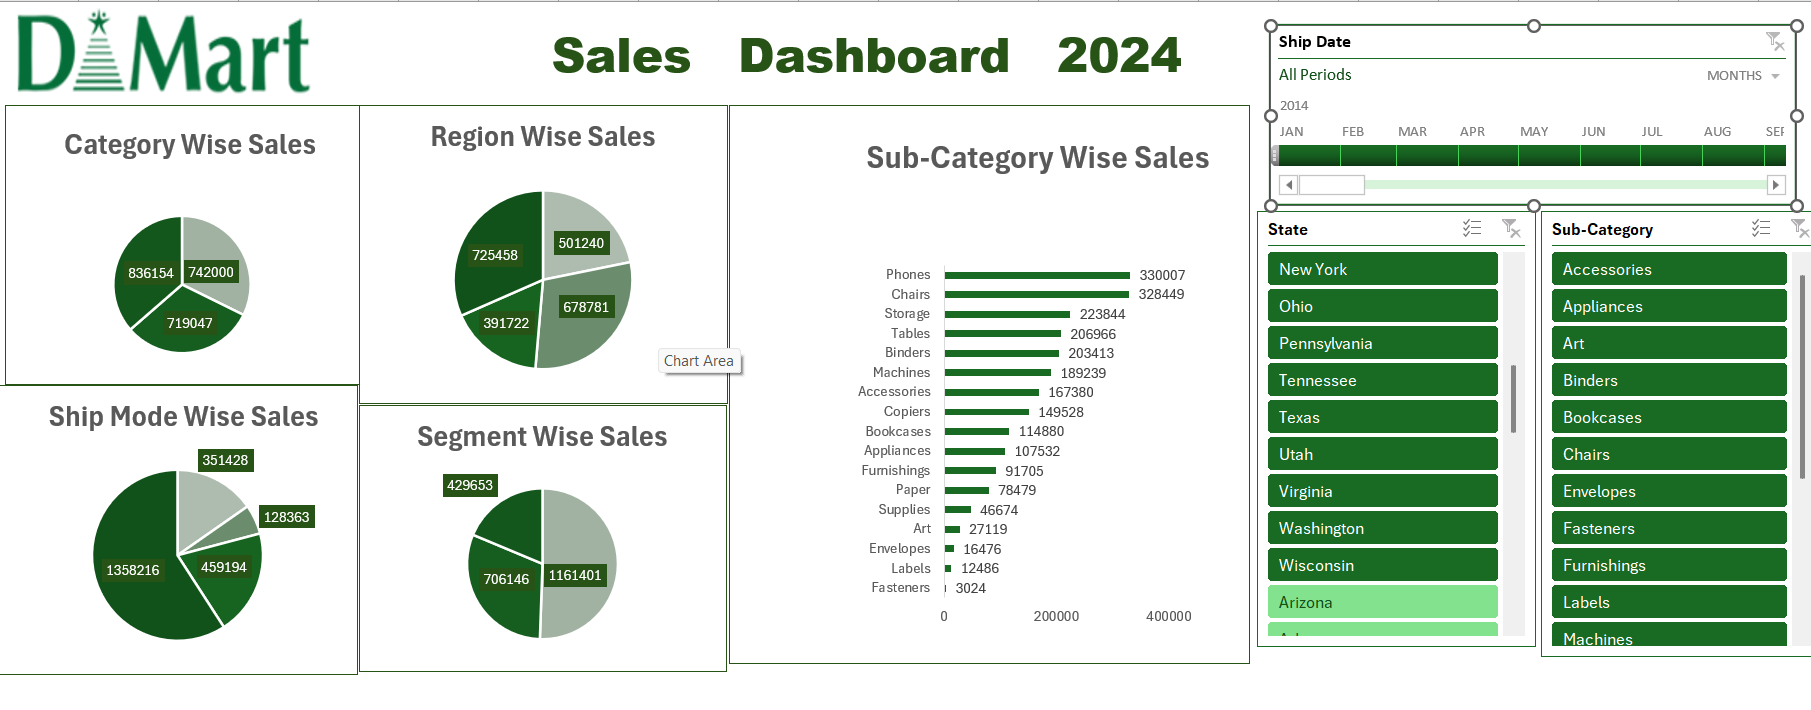 D Mart
Sales Dashboard 2024
Category Wise Sales
836154
742000
719047
Region Wise Sales
725458
501240
678781
391722
Chart Area
Ship Mode Wise Sales
351428
128363
1358216
459194
Segment Wise Sales
429653
706146
1161401
Sub-Category Wise Sales
Phones 330007
Chairs 328449
Storage 223844
Tables 206966
Binders 203413
Machines 189239
Accessories 167380
Copiers 149528
Bookcases 114880
Appliances 107532
Furnishings 91705
Paper 78479
Supplies 46674
Art 27119
Envelopes 16476
Labels 12486
Fasteners 3024
0 200000 400000
Ship Date
All Periods MONTHS
2014
JAN FEB MAR APR MAY JUN JUL AUG SEP
State
New York
Ohio
Pennsylvania
Tennessee
Texas
Utah
Virginia
Washington
Wisconsin
Arizona
Sub-Category
Accessories
Appliances
Art
Binders
Bookcases
Chairs
Envelopes
Fasteners
Furnishings
Labels
Machines